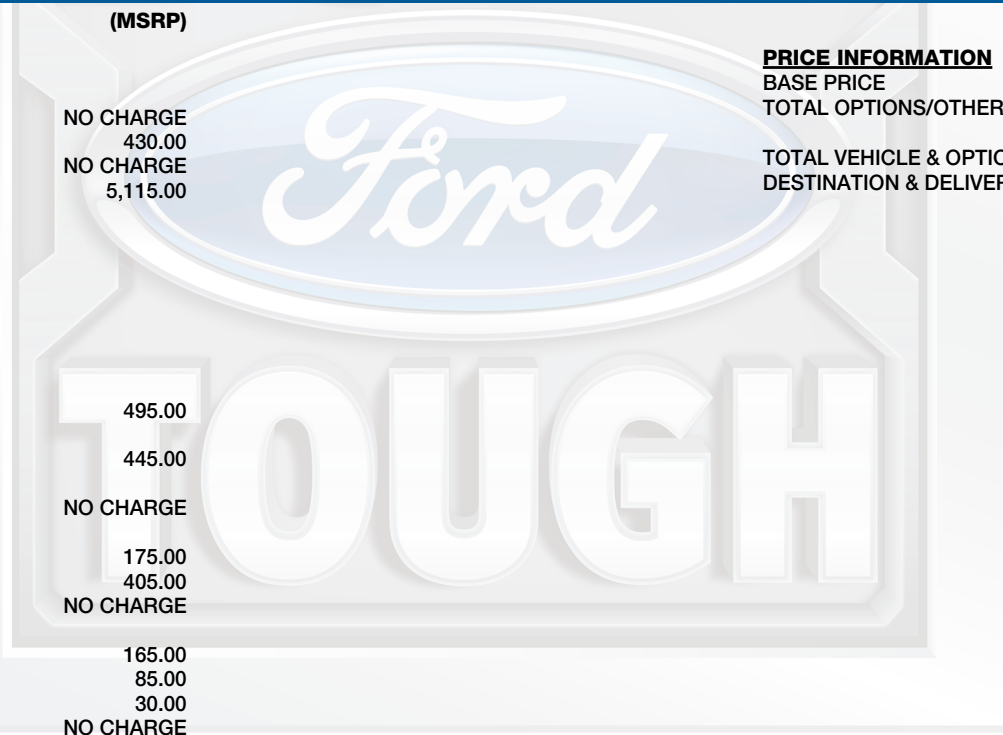 (MSRP)
NO CHARGE
430.00
NO CHARGE
5,115.00
495.00
445.00
NO CHARGE
175.00
405.00
NO CHARGE
165.00
85.00
30.00
NO CHARGE
PRICE INFORMATION
BASE PRICE
TOTAL OPTIONS/OTHER
TOTAL VEHICLE & OPTIO
DESTINATION & DELIVER
Ford
TOUGH